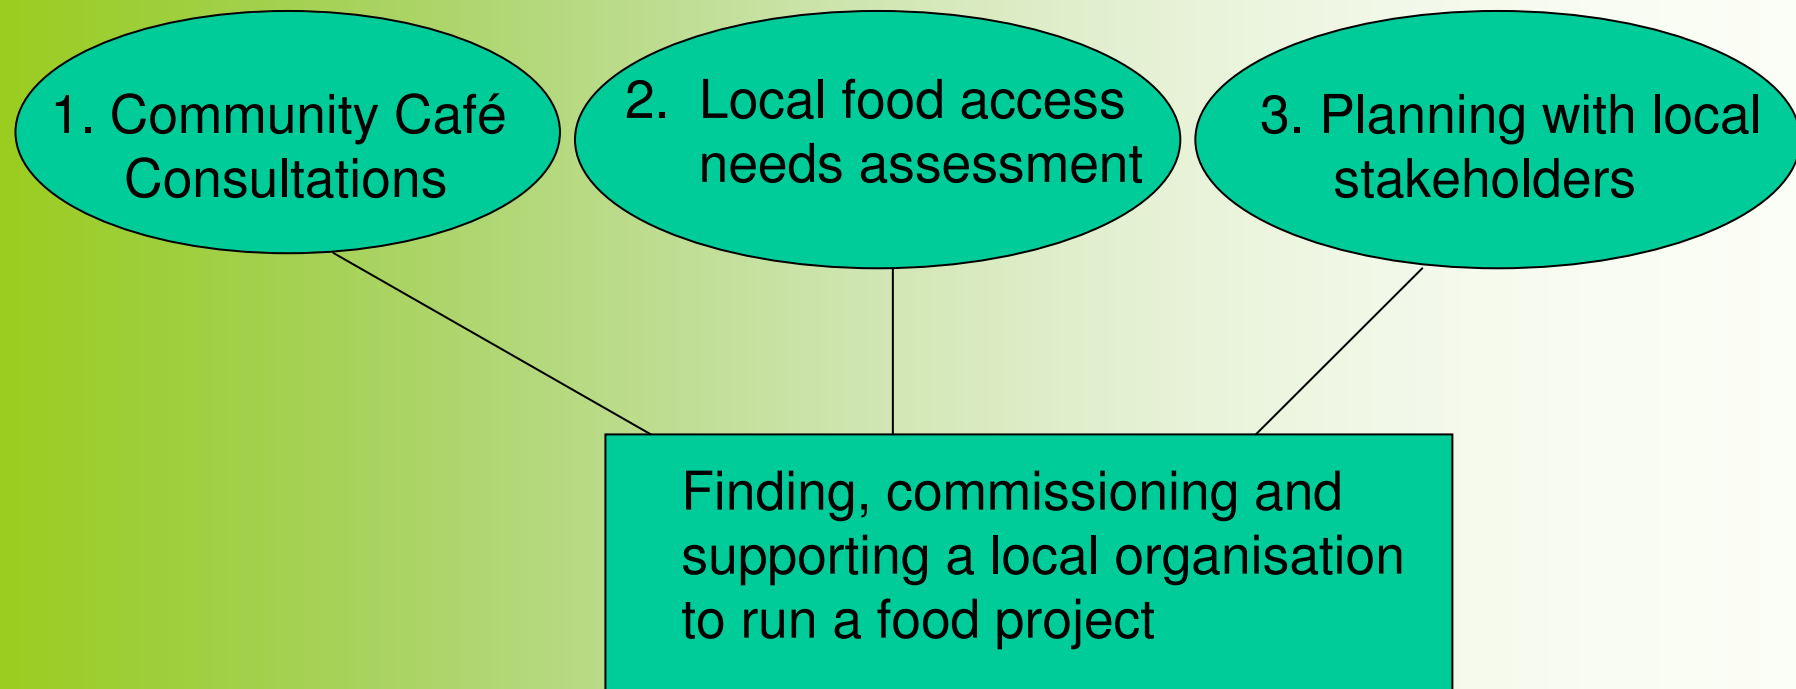 1. Community Café
Consultations
2. Local food access
needs assessment
3. Planning with local
stakeholders
Finding, commissioning and
supporting a local organisation
to run a food project